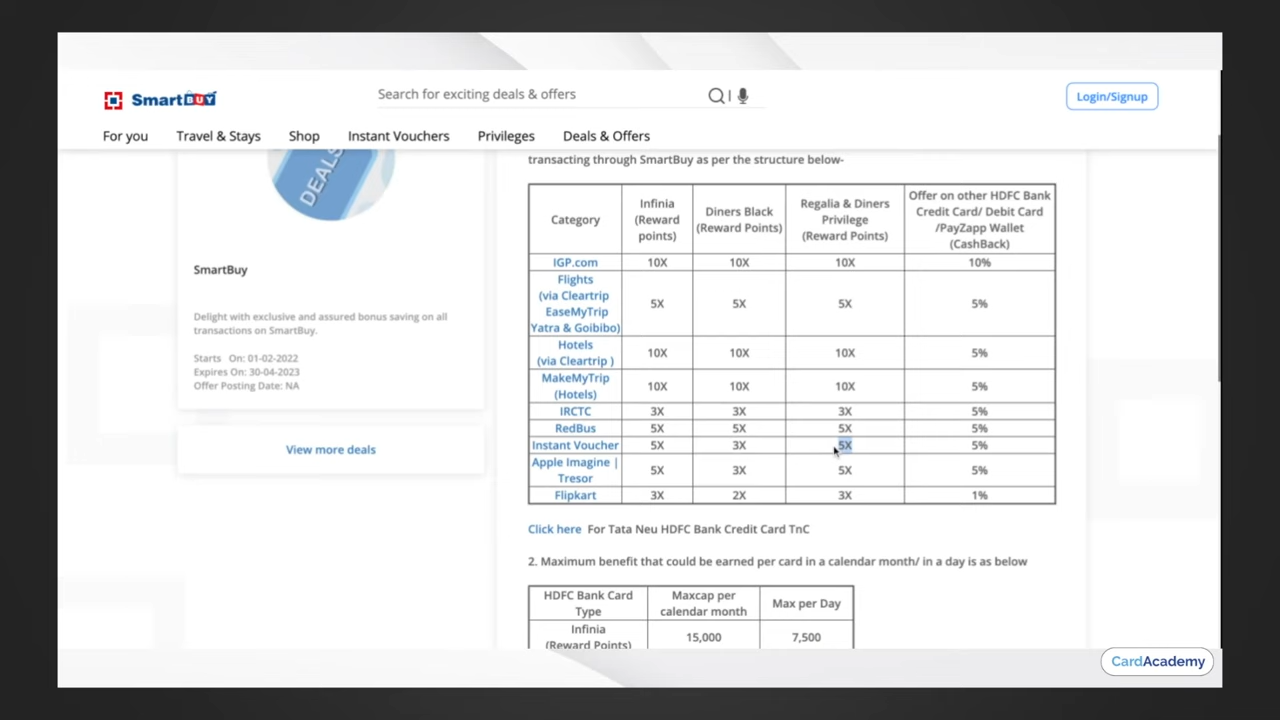 SmartBUY
Search for exciting deals & offers
Login/Signup
For you Travel & Stays Shop Instant Vouchers Privileges Deals & Offers
DEALS
SmartBuy
Delight with exclusive and assured bonus saving on all
transactions on SmartBuy.
Starts On: 01-02-2022
Expires On: 30-04-2023
Offer Posting Date: NA
View more deals
transacting through SmartBuy as per the structure below-
Category
Infinia
(Reward
points)
Diners Black
(Reward Points)
Regalia & Diners
Privilege
(Reward Points)
Offer on other HDFC Bank
Credit Card/ Debit Card
/PayZapp Wallet
(CashBack)
IGP.com 10X 10X 10X 10%
Flights
(via Cleartrip
EaseMyTrip
Yatra & Goibibo)
5X 5X 5X 5%
Hotels
(via Cleartrip )
10X 10X 10X 5%
MakeMyTrip
(Hotels)
10X 10X 10X 5%
IRCTC 3X 3X 3X 5%
RedBus 5X 5X 5X 5%
Instant Voucher 5X 3X 5X 5%
Apple Imagine |
Tresor
5X 3X 5X 5%
Flipkart 3X 2X 3X 1%
Click here For Tata Neu HDFC Bank Credit Card TnC
2. Maximum benefit that could be earned per card in a calendar month/ in a day is as below
HDFC Bank Card
Type
Maxcap per
calendar month
Max per Day
Infinia
(Reward Points)
15,000 7,500
CardAcademy